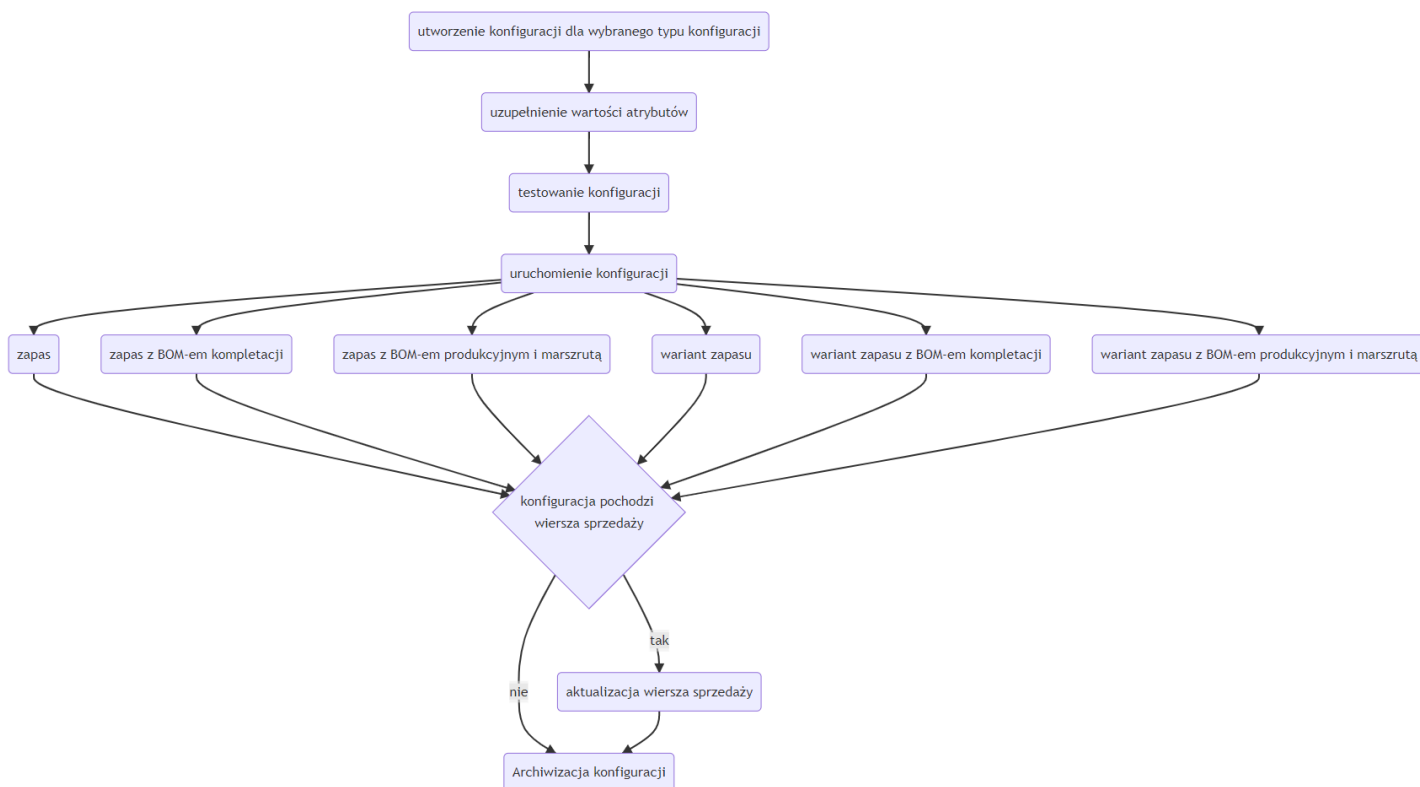 utworzenie konfiguracji dla wybranego typu konfiguracji
uzupełnienie wartości atrybutów
testowanie konfiguracji
uruchomienie konfiguracji
zapas
zapas z BOM-em kompletacji
zapas z BOM-em produkcyjnym i marszrutą
wariant zapasu
wariant zapasu z BOM-em kompletacji
wariant zapasu z BOM-em produkcyjnym i marszrutą
konfiguracja pochodzi
wiersza sprzedaży
tak
nie
aktualizacja wiersza sprzedaży
Archiwizacja konfiguracji